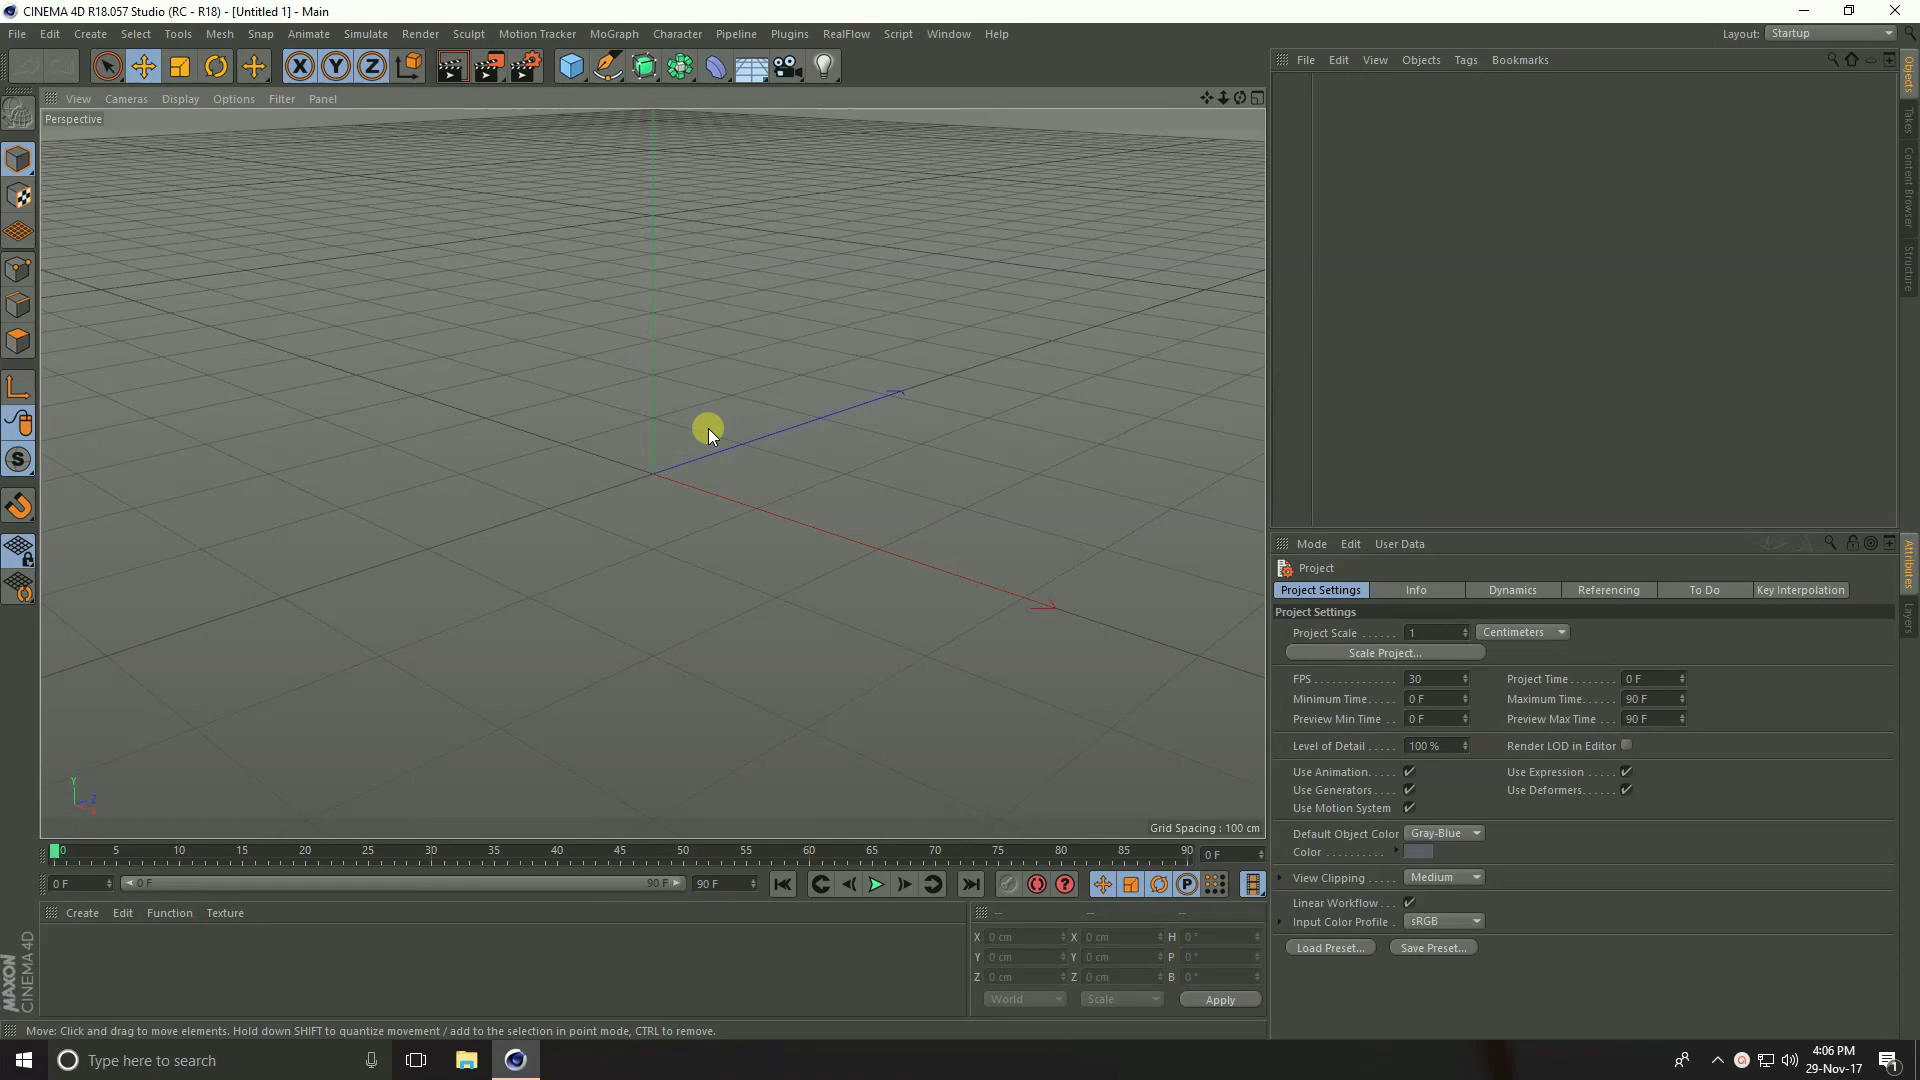 CINEMA 4D R18.057 Studio (RC - R18) - [Untitled 1] - Main
File Edit Create Select Tools Mesh Snap Animate Simulate Render Sculpt Motion Tracker MoGraph Character Pipeline Plugins RealFlow Script Window Help Layout: Startup
X Y Z
File Edit View Objects Tags Bookmarks
Objects
Takes
Content Browser
Structure
View Cameras Display Options Filter Panel
Perspective
S
Y
Z
X
Grid Spacing : 100 cm
Mode Edit User Data
Attributes
Layers
Project
Project Settings Info Dynamics Referencing To Do Key Interpolation
Project Settings
Project Scale . . . . . . 1 Centimeters
Scale Project...
FPS . . . . . . . . . . . . . . 30 Project Time . . . . . . . . 0 F
Minimum Time. . . . . 0 F Maximum Time. . . . . . 90 F
Preview Min Time . . 0 F Preview Max Time . . . 90 F
Level of Detail . . . . . 100 % Render LOD in Editor
Use Animation. . . . . Use Expression . . . . .
Use Generators . . . . Use Deformers. . . . . .
Use Motion System
Default Object Color Gray-Blue
Color . . . . . . . . . .
View Clipping . . . . . Medium
Linear Workflow . . .
Input Color Profile . sRGB
Load Preset... Save Preset...
0 5 10 15 20 25 30 35 40 45 50 55 60 65 70 75 80 85 90 0 F
0 F 0 F 90 F 90 F P
Create Edit Function Texture
-- -- --
X 0 cm X 0 cm H 0 °
Y 0 cm Y 0 cm P 0 °
Z 0 cm Z 0 cm B 0 °
World Scale Apply
MAXON
CINEMA 4D
Move: Click and drag to move elements. Hold down SHIFT to quantize movement / add to the selection in point mode, CTRL to remove.
Type here to search
4:06 PM
29-Nov-17
1